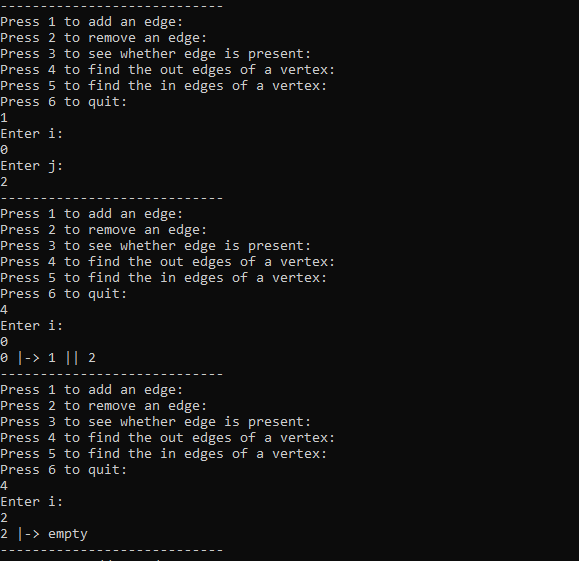 ----------------------------
Press 1 to add an edge:
Press 2 to remove an edge:
Press 3 to see whether edge is present:
Press 4 to find the out edges of a vertex:
Press 5 to find the in edges of a vertex:
Press 6 to quit:
1
Enter i:
0
Enter j:
2
----------------------------
Press 1 to add an edge:
Press 2 to remove an edge:
Press 3 to see whether edge is present:
Press 4 to find the out edges of a vertex:
Press 5 to find the in edges of a vertex:
Press 6 to quit:
4
Enter i:
0
0 |-> 1 || 2
----------------------------
Press 1 to add an edge:
Press 2 to remove an edge:
Press 3 to see whether edge is present:
Press 4 to find the out edges of a vertex:
Press 5 to find the in edges of a vertex:
Press 6 to quit:
4
Enter i:
2
2 |-> empty
----------------------------